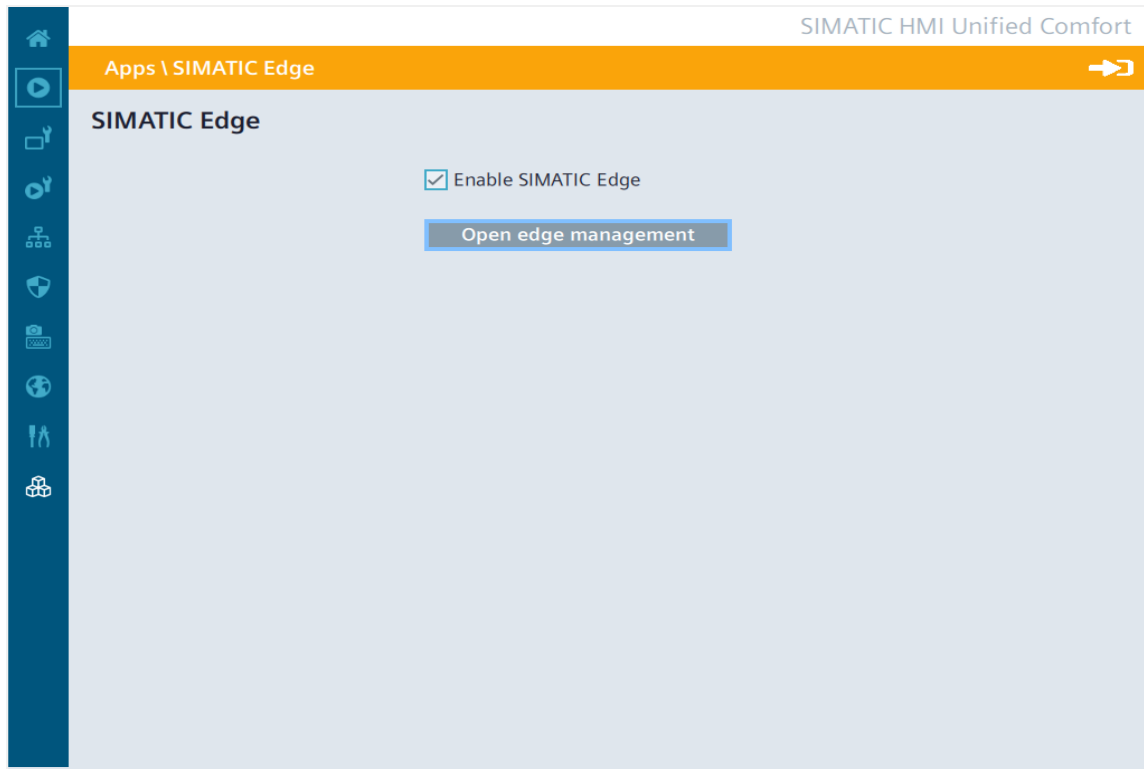 SIMATIC HMI Unified Comfort
Apps \ SIMATIC Edge
SIMATIC Edge
Enable SIMATIC Edge
Open edge management